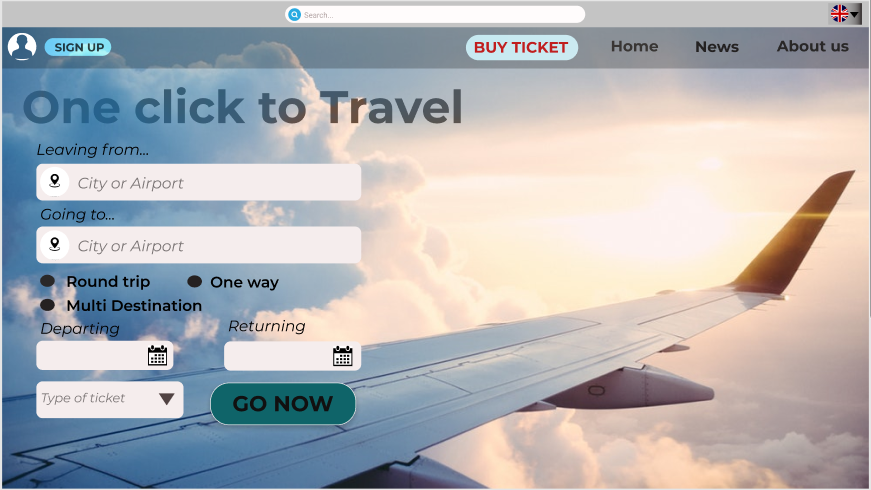 Search...
SIGN UP
BUY TICKET
Home
News
About us
One click to Travel
Leaving from...
City or Airport
Going to...
City or Airport
Round trip
One way
Multi Destination
Departing
Returning
Type of ticket
GO NOW